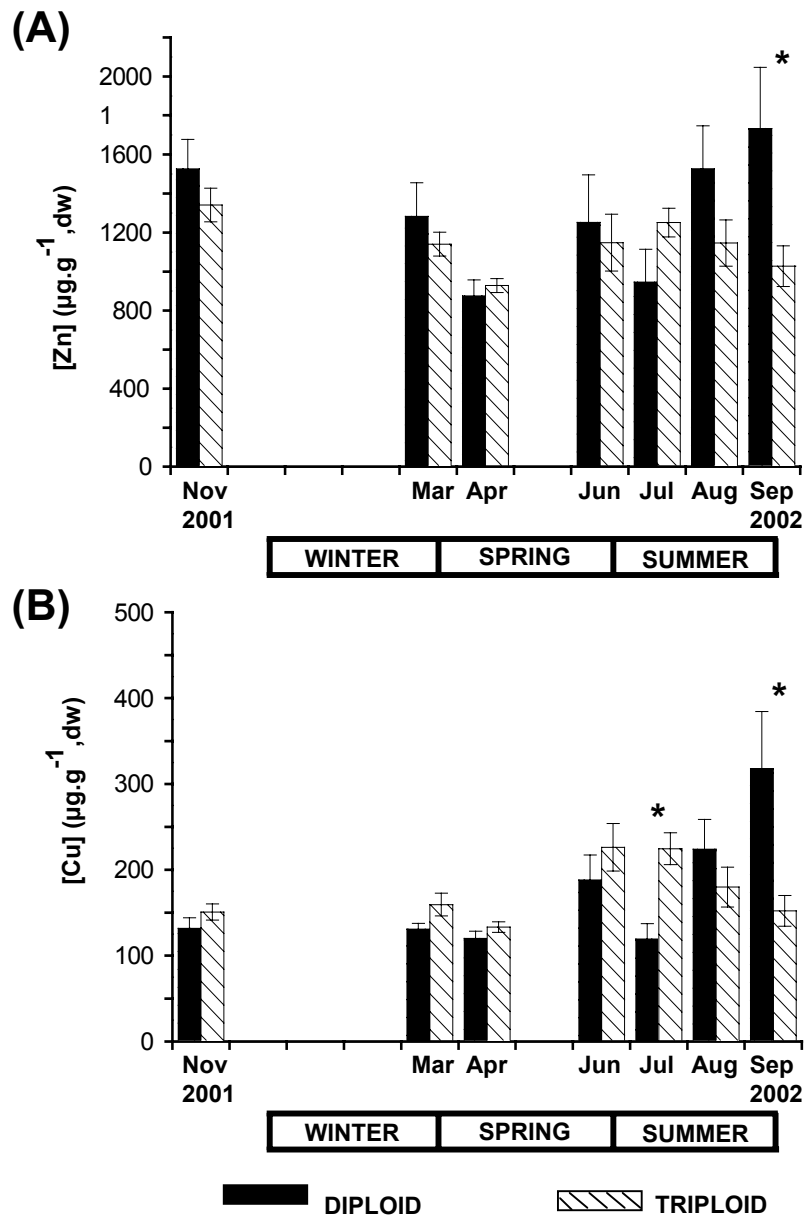 (A)
*
2000
1
1600
1200
800
400
0
[Zn] (µg.g-1,dw)
Nov Mar Apr Jun Jul Aug Sep
2001 2002
WINTER SPRING SUMMER
(B)
500
400
300
200
100
0
[Cu] (µg.g-1,dw)
* *
Nov Mar Apr Jun Jul Aug Sep
2001 2002
WINTER SPRING SUMMER
DIPLOID TRIPLOID